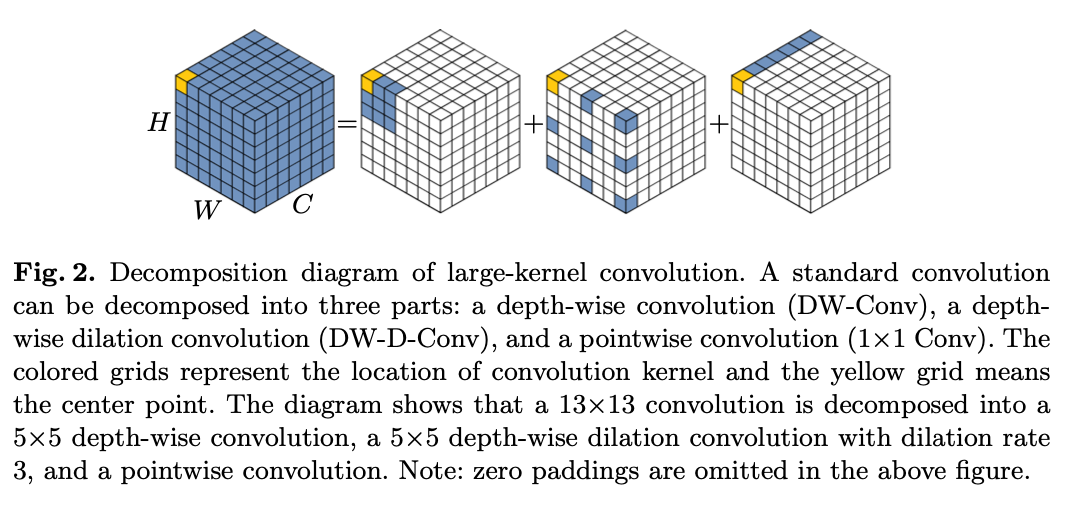 H
W
C
=
+
+
Fig. 2. Decomposition diagram of large-kernel convolution. A standard convolution
can be decomposed into three parts: a depth-wise convolution (DW-Conv), a depth-
wise dilation convolution (DW-D-Conv), and a pointwise convolution (1×1 Conv). The
colored grids represent the location of convolution kernel and the yellow grid means
the center point. The diagram shows that a 13×13 convolution is decomposed into a
5×5 depth-wise convolution, a 5×5 depth-wise dilation convolution with dilation rate
3, and a pointwise convolution. Note: zero paddings are omitted in the above figure.